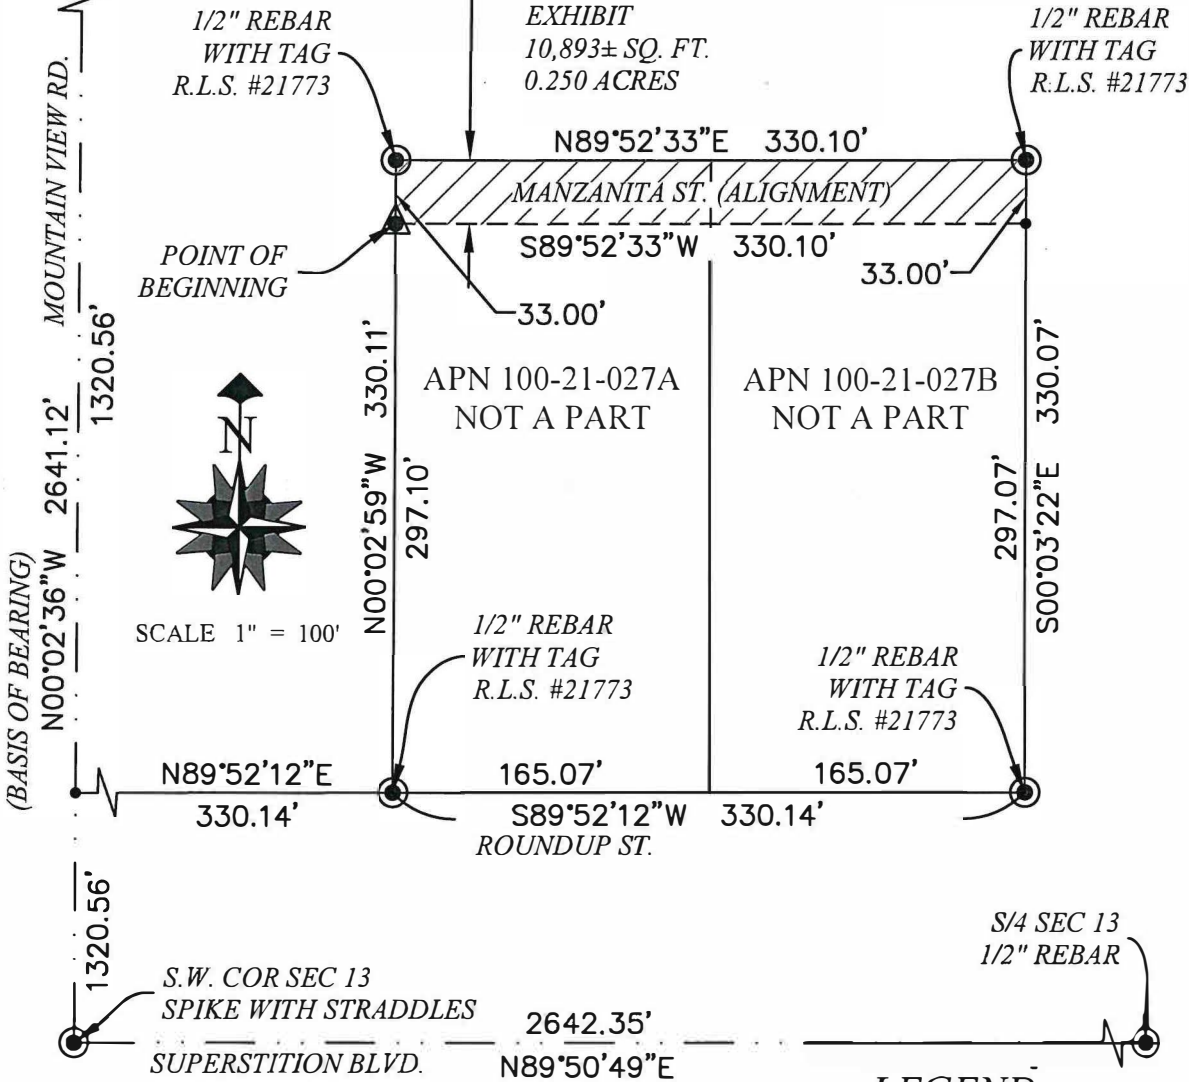 1/2" REBAR
WITH TAG
R.L.S. #21773
EXHIBIT
10,893± SQ. FT.
0.250 ACRES
1/2" REBAR
WITH TAG
R.L.S. #21773
MOUNTAIN VIEW RD.
N89°52'33"E 330.10'
MANZANITA ST. (ALIGNMENT)
S89°52'33"W 330.10'
POINT OF
BEGINNING
33.00'
33.00'
1320.56'
330.11'
330.07'
APN 100-21-027A
NOT A PART
APN 100-21-027B
NOT A PART
N
SCALE 1" = 100'
(BASIS OF BEARING)
N00°02'36"W 2641.12'
N00°02'59"W
297.10'
297.07'
S00°03'22"E
1/2" REBAR
WITH TAG
R.L.S. #21773
1/2" REBAR
WITH TAG
R.L.S. #21773
N89°52'12"E
330.14'
165.07'
165.07'
S89°52'12"W 330.14'
ROUNDUP ST.
1320.56'
S/4 SEC 13
1/2" REBAR
S.W. COR SEC 13
SPIKE WITH STRADDLES
2642.35'
SUPERSTITION BLVD.
N89°50'49"E
LEGEND